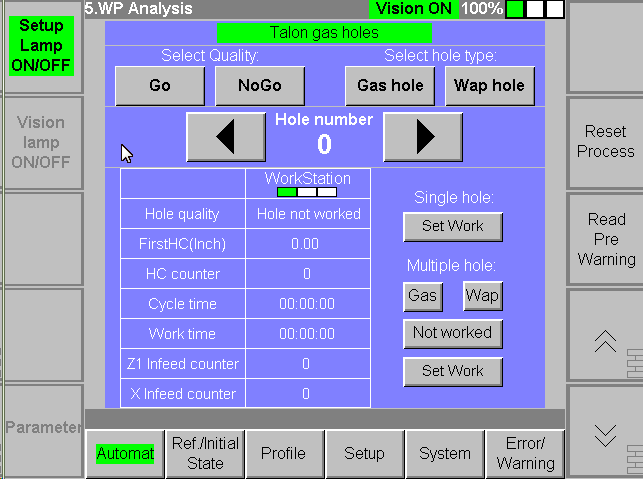 5.WP Analysis
Vision ON 100%
Setup
Lamp
ON/OFF
Vision
lamp
ON/OFF
Parameter
Talon gas holes
Select Quality:
Select hole type:
Go
NoGo
Gas hole
Wap hole
Hole number
0
WorkStation
Hole quality Hole not worked
FirstHC(Inch) 0.00
HC counter 0
Cycle time 00:00:00
Work time 00:00:00
Z1 Infeed counter 0
X Infeed counter 0
Single hole:
Set Work
Multiple hole:
Gas
Wap
Not worked
Set Work
Reset
Process
Read
Pre
Warning
Automat
Ref./Initial
State
Profile
Setup
System
Error/
Warning